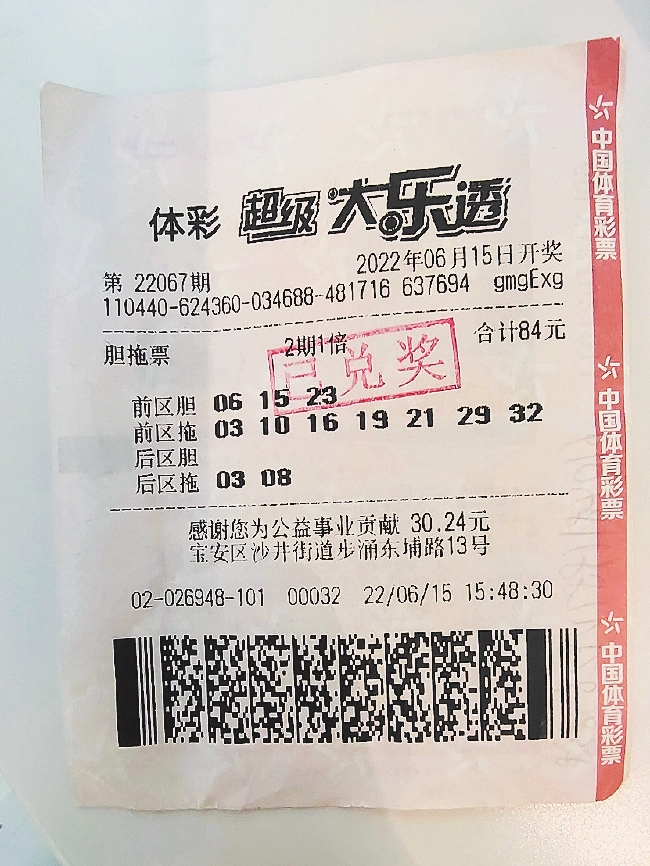 体彩 超级大乐透
2022年06月15日开奖
第 22067期
110440-624360-034688-481716 637694 gmgExg
胆拖票 2期1倍 合计84元
已兑奖
前区胆 06 15 23
前区拖 03 10 16 19 21 29 32
后区胆
后区拖 03 08
感谢您为公益事业贡献 30.24元
宝安区沙井街道步涌东埔路13号
02-026948-101 00032 22/06/15 15:48:30
中国体育彩票
中国体育彩票
中国体育彩票